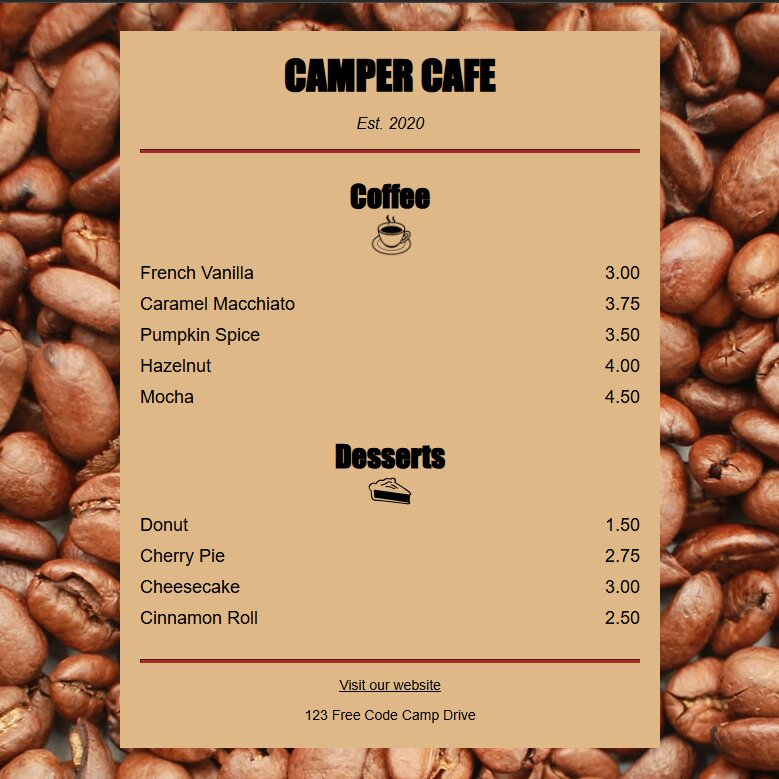 CAMPER CAFE
Est. 2020
Coffee
French Vanilla 3.00
Caramel Macchiato 3.75
Pumpkin Spice 3.50
Hazelnut 4.00
Mocha 4.50
Desserts
Donut 1.50
Cherry Pie 2.75
Cheesecake 3.00
Cinnamon Roll 2.50
Visit our website
123 Free Code Camp Drive